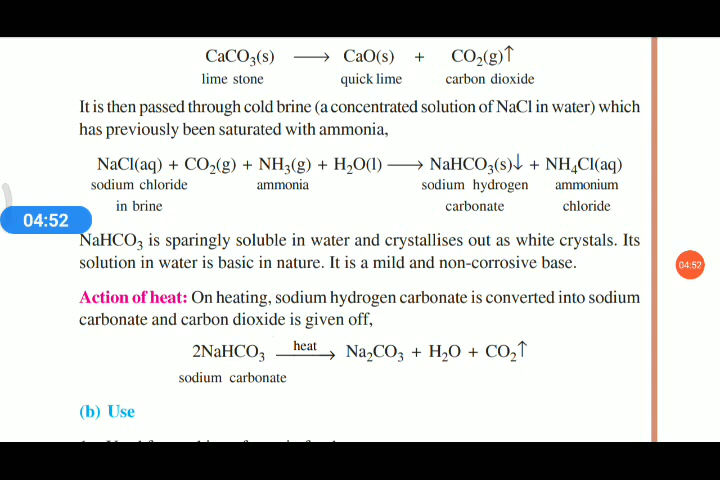 CaCO₃(s) ⟶ CaO(s) + CO₂(g)↑
lime stone quick lime carbon dioxide
It is then passed through cold brine (a concentrated solution of NaCl in water) which
has previously been saturated with ammonia,
NaCl(aq) + CO₂(g) + NH₃(g) + H₂O(l) ⟶ NaHCO₃(s)↓ + NH₄Cl(aq)
sodium chloride ammonia sodium hydrogen ammonium
in brine carbonate chloride
04:52
NaHCO₃ is sparingly soluble in water and crystallises out as white crystals. Its
solution in water is basic in nature. It is a mild and non-corrosive base.
04:52
Action of heat: On heating, sodium hydrogen carbonate is converted into sodium
carbonate and carbon dioxide is given off,
2NaHCO₃ heat⟶ Na₂CO₃ + H₂O + CO₂↑
sodium carbonate
(b) Use